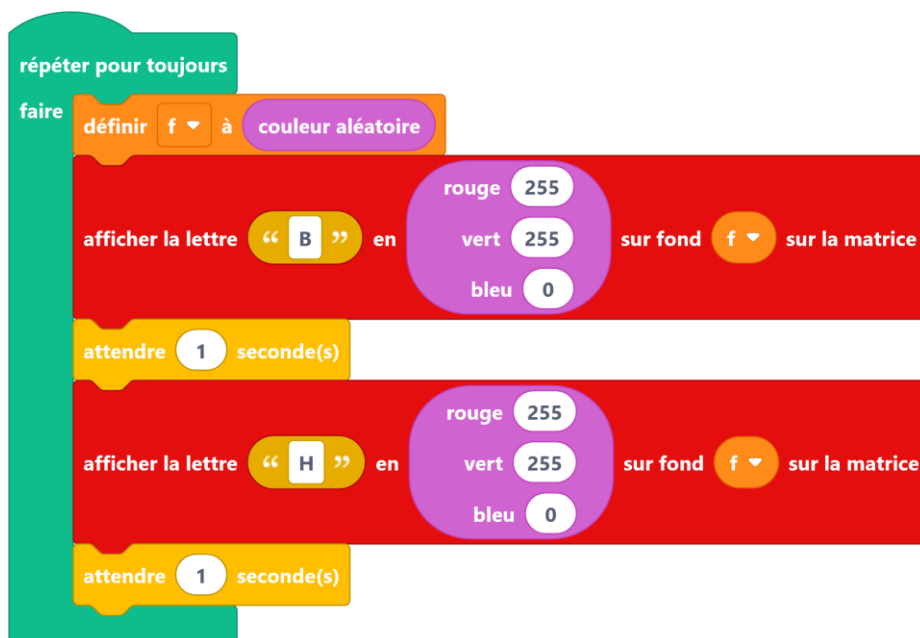 répéter pour toujours
faire
définir f à couleur aléatoire
afficher la lettre “ B ” en rouge 255 vert 255 bleu 0 sur fond f sur la matrice
attendre 1 seconde(s)
afficher la lettre “ H ” en rouge 255 vert 255 bleu 0 sur fond f sur la matrice
attendre 1 seconde(s)